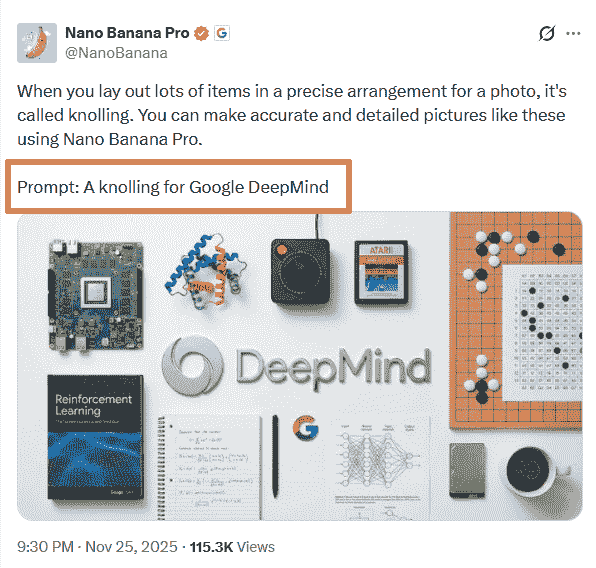 Nano Banana Pro
@NanoBanana
When you lay out lots of items in a precise arrangement for a photo, it's
called knolling. You can make accurate and detailed pictures like these
using Nano Banana Pro.
Prompt: A knolling for Google DeepMind
ATARI
DeepMind
Reinforcement
Learning
9:30 PM · Nov 25, 2025 · 115.3K Views